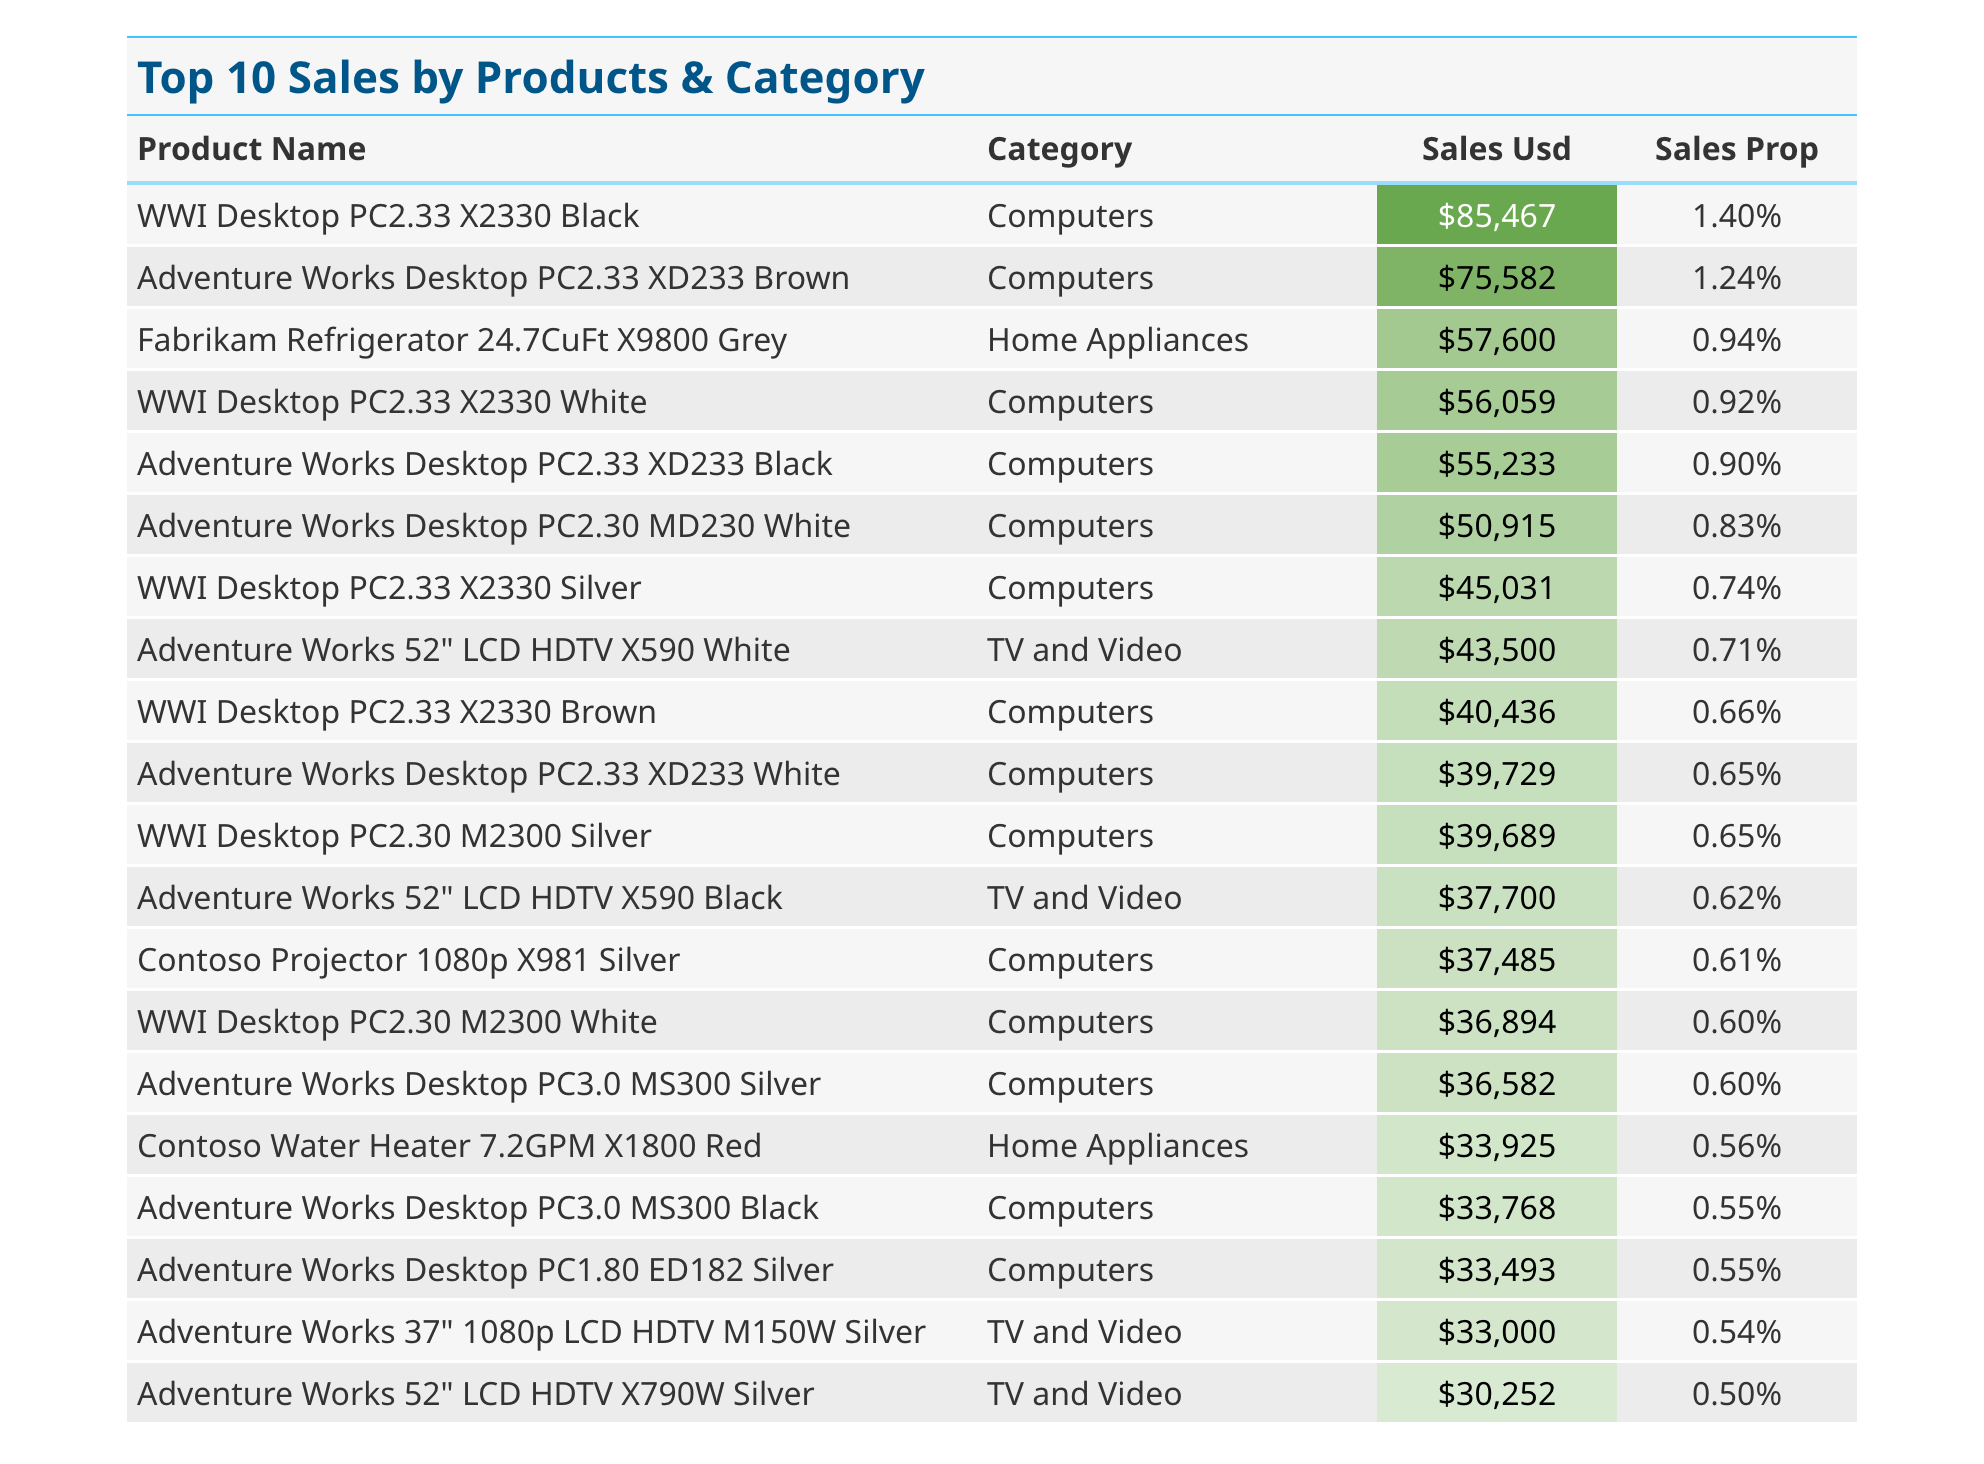 Top 10 Sales by Products & Category
Product Name Category Sales Usd Sales Prop
WWI Desktop PC2.33 X2330 Black Computers $85,467 1.40%
Adventure Works Desktop PC2.33 XD233 Brown Computers $75,582 1.24%
Fabrikam Refrigerator 24.7CuFt X9800 Grey Home Appliances $57,600 0.94%
WWI Desktop PC2.33 X2330 White Computers $56,059 0.92%
Adventure Works Desktop PC2.33 XD233 Black Computers $55,233 0.90%
Adventure Works Desktop PC2.30 MD230 White Computers $50,915 0.83%
WWI Desktop PC2.33 X2330 Silver Computers $45,031 0.74%
Adventure Works 52" LCD HDTV X590 White TV and Video $43,500 0.71%
WWI Desktop PC2.33 X2330 Brown Computers $40,436 0.66%
Adventure Works Desktop PC2.33 XD233 White Computers $39,729 0.65%
WWI Desktop PC2.30 M2300 Silver Computers $39,689 0.65%
Adventure Works 52" LCD HDTV X590 Black TV and Video $37,700 0.62%
Contoso Projector 1080p X981 Silver Computers $37,485 0.61%
WWI Desktop PC2.30 M2300 White Computers $36,894 0.60%
Adventure Works Desktop PC3.0 MS300 Silver Computers $36,582 0.60%
Contoso Water Heater 7.2GPM X1800 Red Home Appliances $33,925 0.56%
Adventure Works Desktop PC3.0 MS300 Black Computers $33,768 0.55%
Adventure Works Desktop PC1.80 ED182 Silver Computers $33,493 0.55%
Adventure Works 37" 1080p LCD HDTV M150W Silver TV and Video $33,000 0.54%
Adventure Works 52" LCD HDTV X790W Silver TV and Video $30,252 0.50%